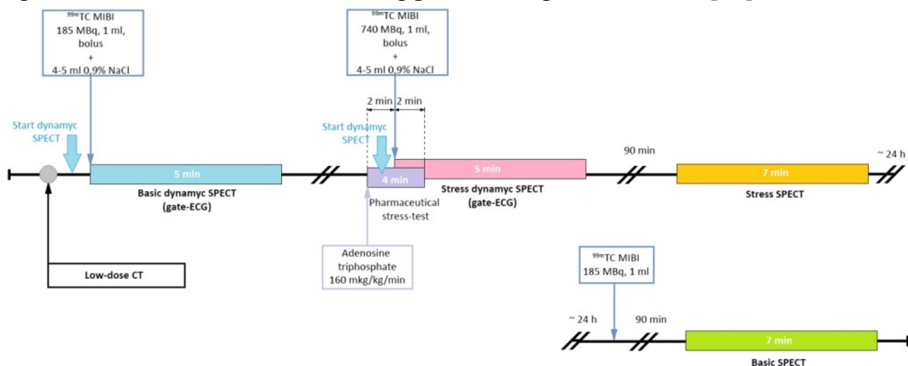 99mTC MIBI
185 MBq, 1 ml,
bolus
+
4-5 ml 0,9% NaCl
99mTC MIBI
740 MBq, 1 ml,
bolus
+
4-5 ml 0,9% NaCl
2 min 2 min
Start dynamyc
SPECT
Start dynamyc
SPECT
5 min
Basic dynamyc SPECT
(gate-ECG)
4 min
Pharmaceutical
stress-test
5 min
Stress dynamyc SPECT
(gate-ECG)
90 min
7 min
Stress SPECT
~ 24 h
Low-dose CT
Adenosine
triphosphate
160 mkg/kg/min
99mTC MIBI
185 MBq, 1 ml
~ 24 h
90 min
7 min
Basic SPECT